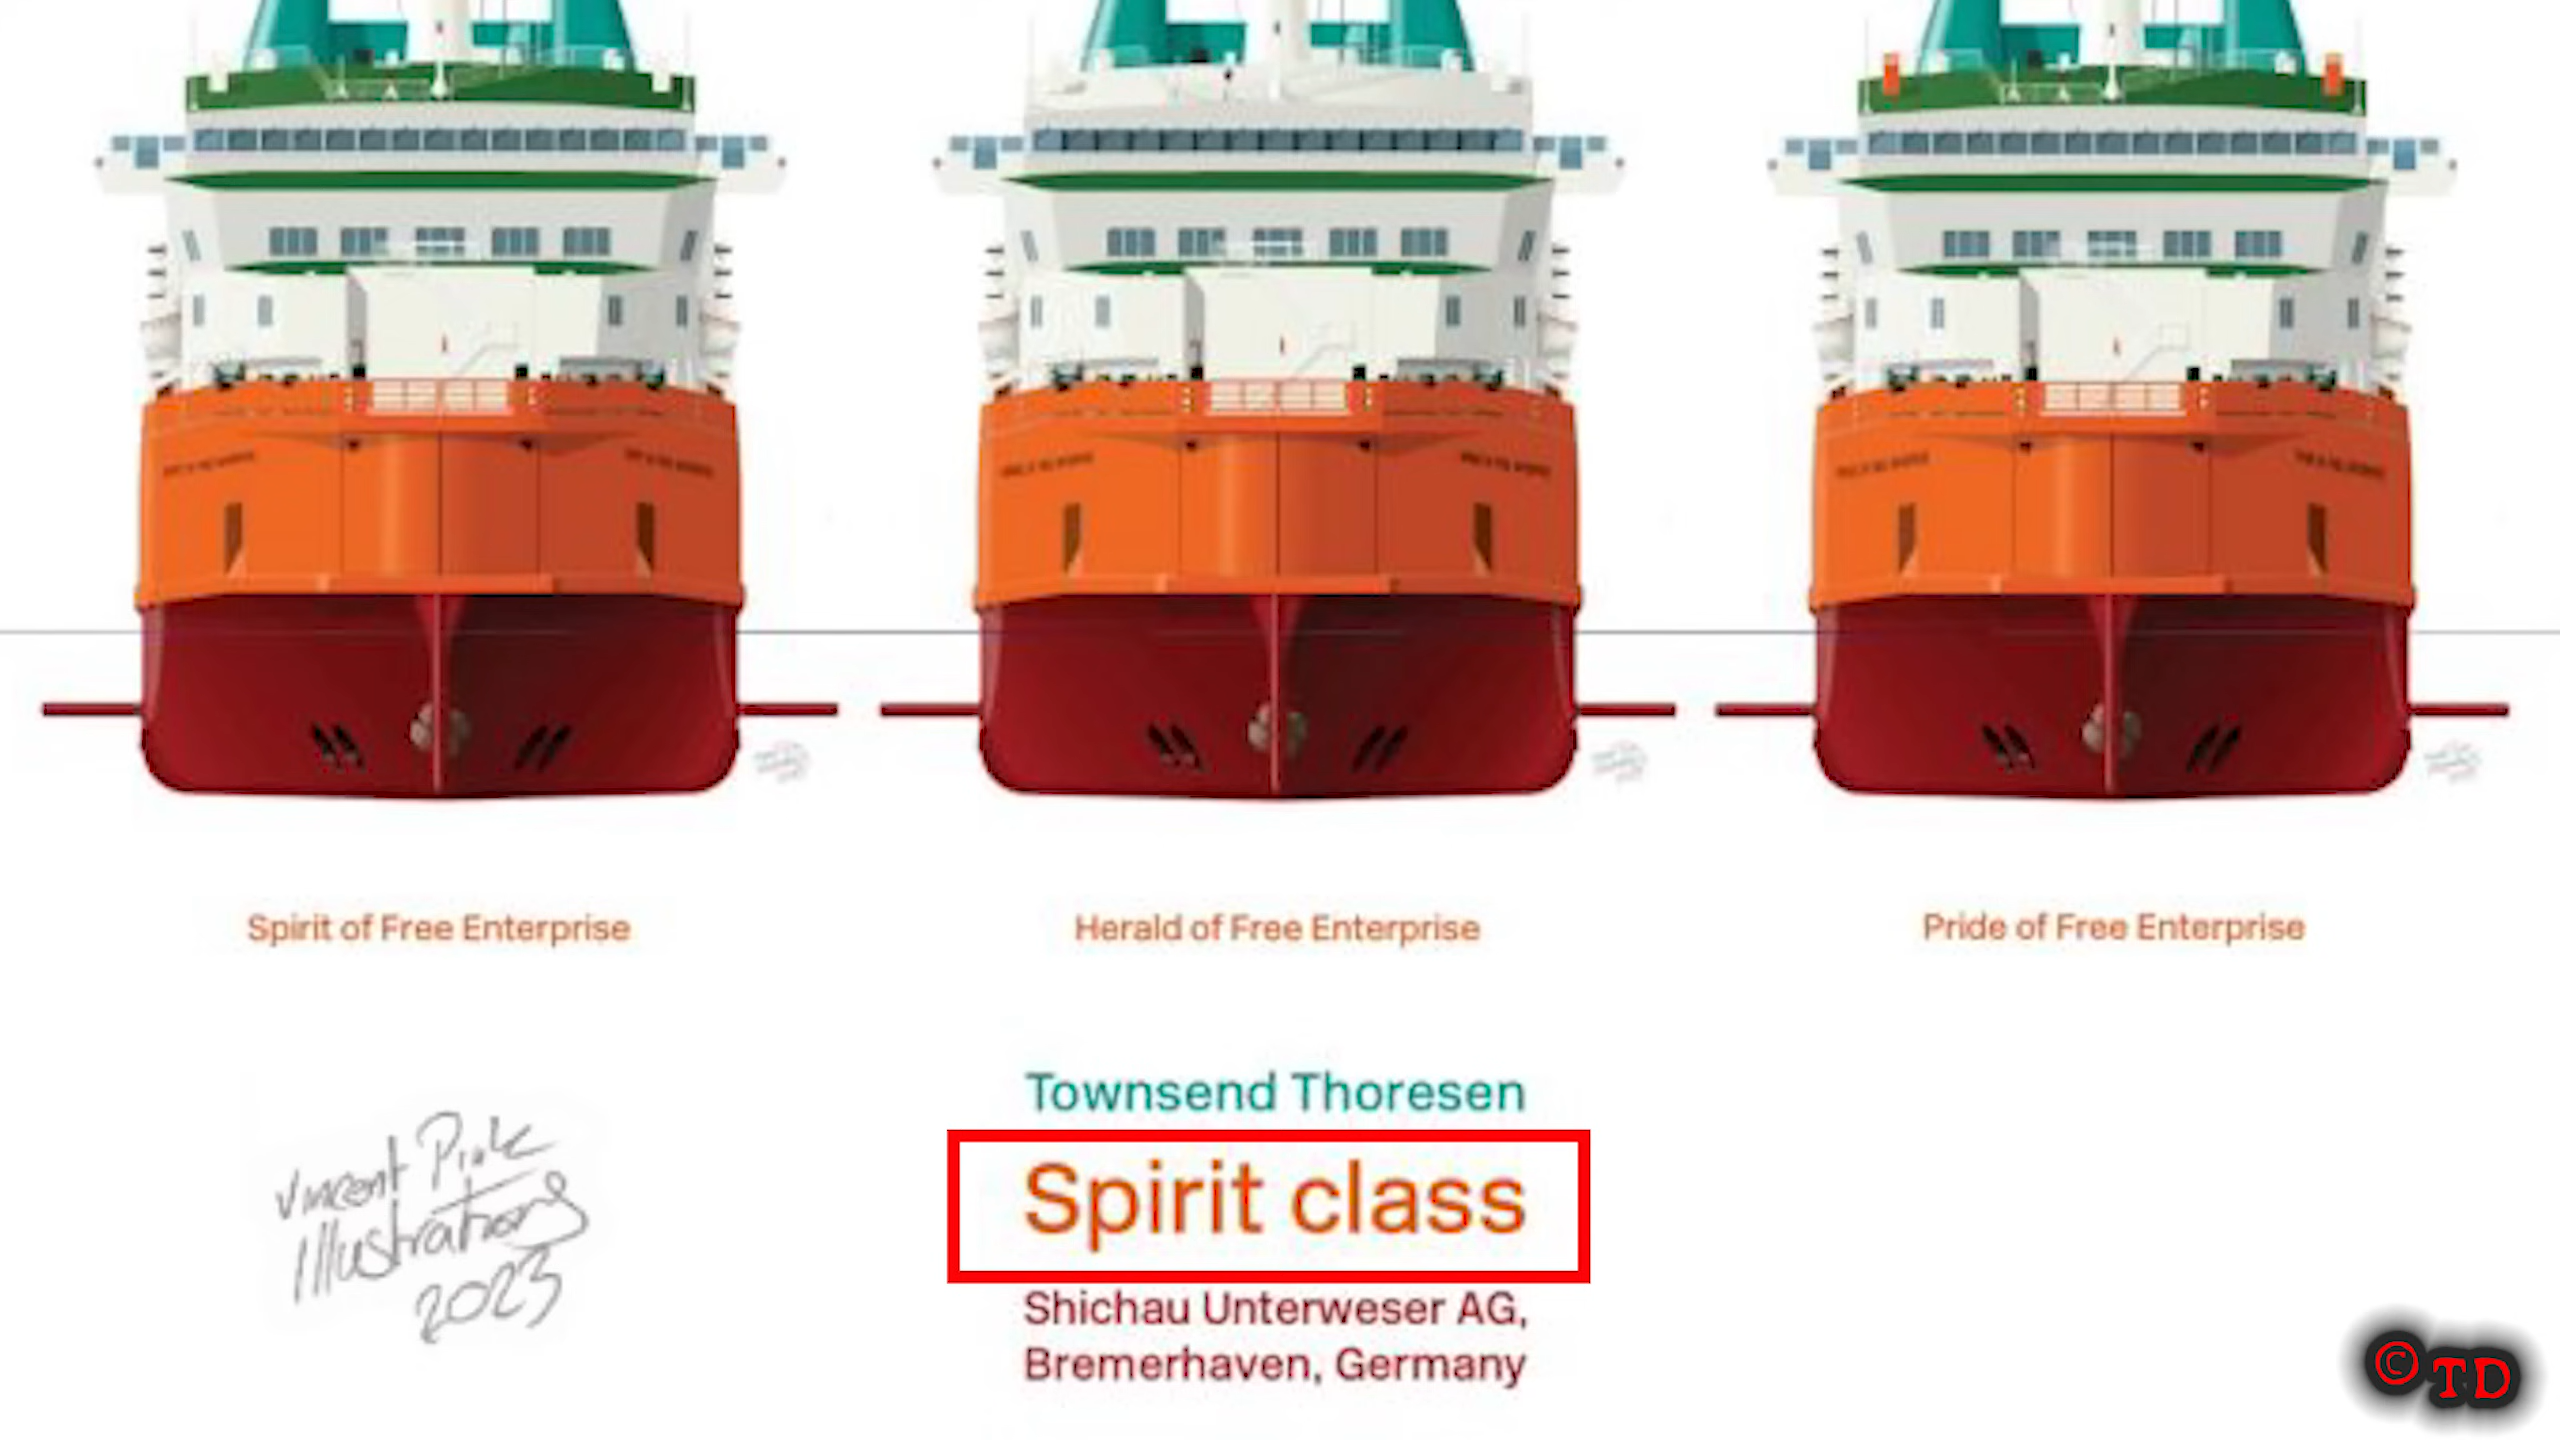 Spirit of Free Enterprise
Herald of Free Enterprise
Pride of Free Enterprise
Townsend Thoresen
Spirit class
Shichau Unterweser AG,
Bremerhaven, Germany
Vincent Pink
Illustrations
2023
© TD